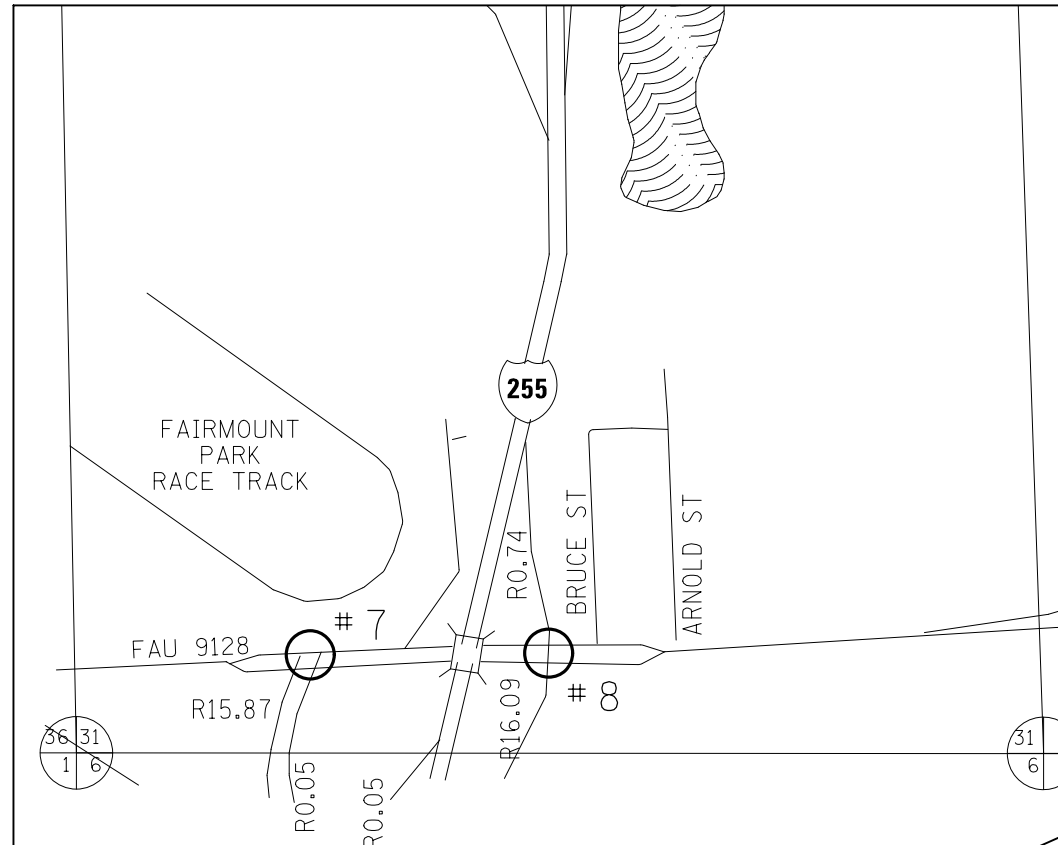 255
FAIRMOUNT
PARK
RACE TRACK
R0.74
BRUCE ST
ARNOLD ST
# 7
FAU 9128
# 8
R15.87
R16.09
36 31
1 6
31
6
R0.05
R0.05